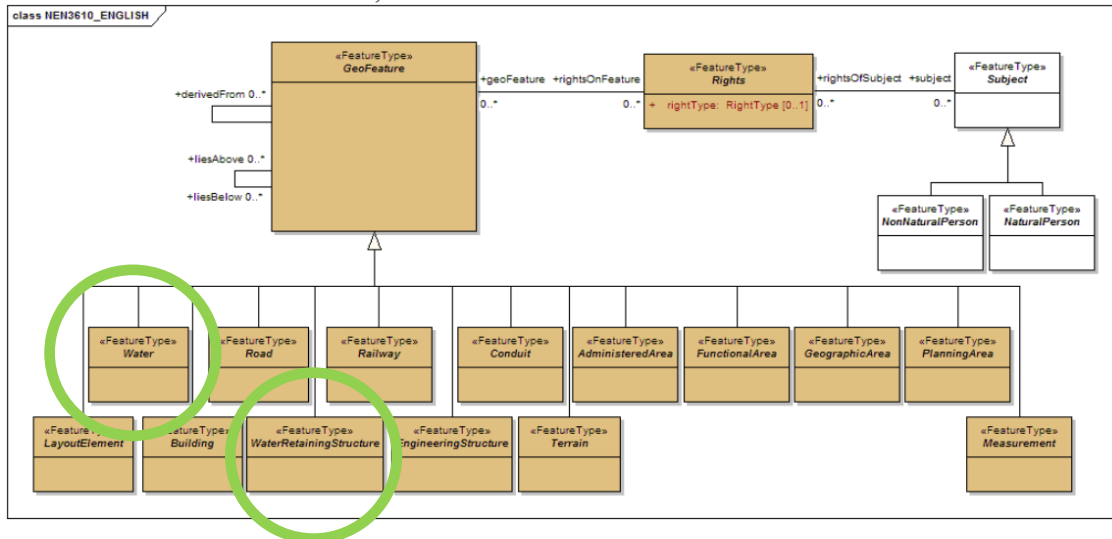 class NEN3610_ENGLISH
«FeatureType»
GeoFeature
+derivedFrom 0..*
+liesAbove 0..*
+liesBelow 0..*
+geoFeature +rightsOnFeature
0..* 0..*
«FeatureType»
Rights
+ rightType: RightType [0..1]
+rightsOfSubject +subject
0..* 0..*
«FeatureType»
Subject
«FeatureType»
NonNaturalPerson
«FeatureType»
NaturalPerson
«FeatureType»
Water
«FeatureType»
Road
«FeatureType»
Railway
«FeatureType»
Conduit
«FeatureType»
AdministeredArea
«FeatureType»
FunctionalArea
«FeatureType»
GeographicArea
«FeatureType»
PlanningArea
«FeatureType»
LayoutElement
«FeatureType»
Building
«FeatureType»
WaterRetainingStructure
«FeatureType»
EngineeringStructure
«FeatureType»
Terrain
«FeatureType»
Measurement